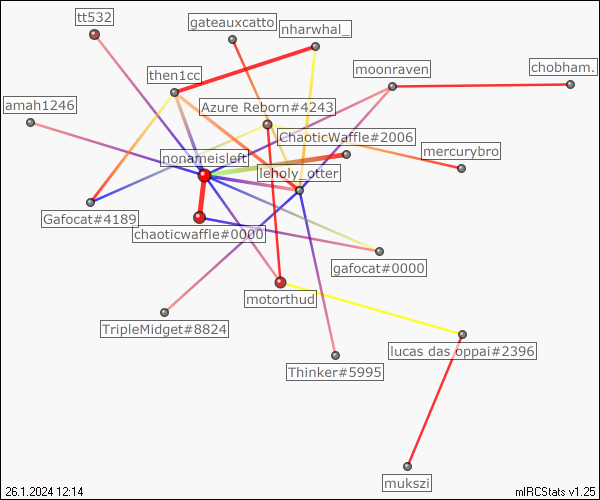 tt532
gateauxcatto
nharwhal_
then1cc
moonraven
chobham.
amah1246
Azure Reborn#4243
ChaoticWaffle#2006
mercurybro
nonameisleft
leholy_otter
Gafocat#4189
chaoticwaffle#0000
gafocat#0000
motorthud
TripleMidget#8824
lucas das oppai#2396
Thinker#5995
mukszi
26.1.2024 12:14
mIRCStats v1.25